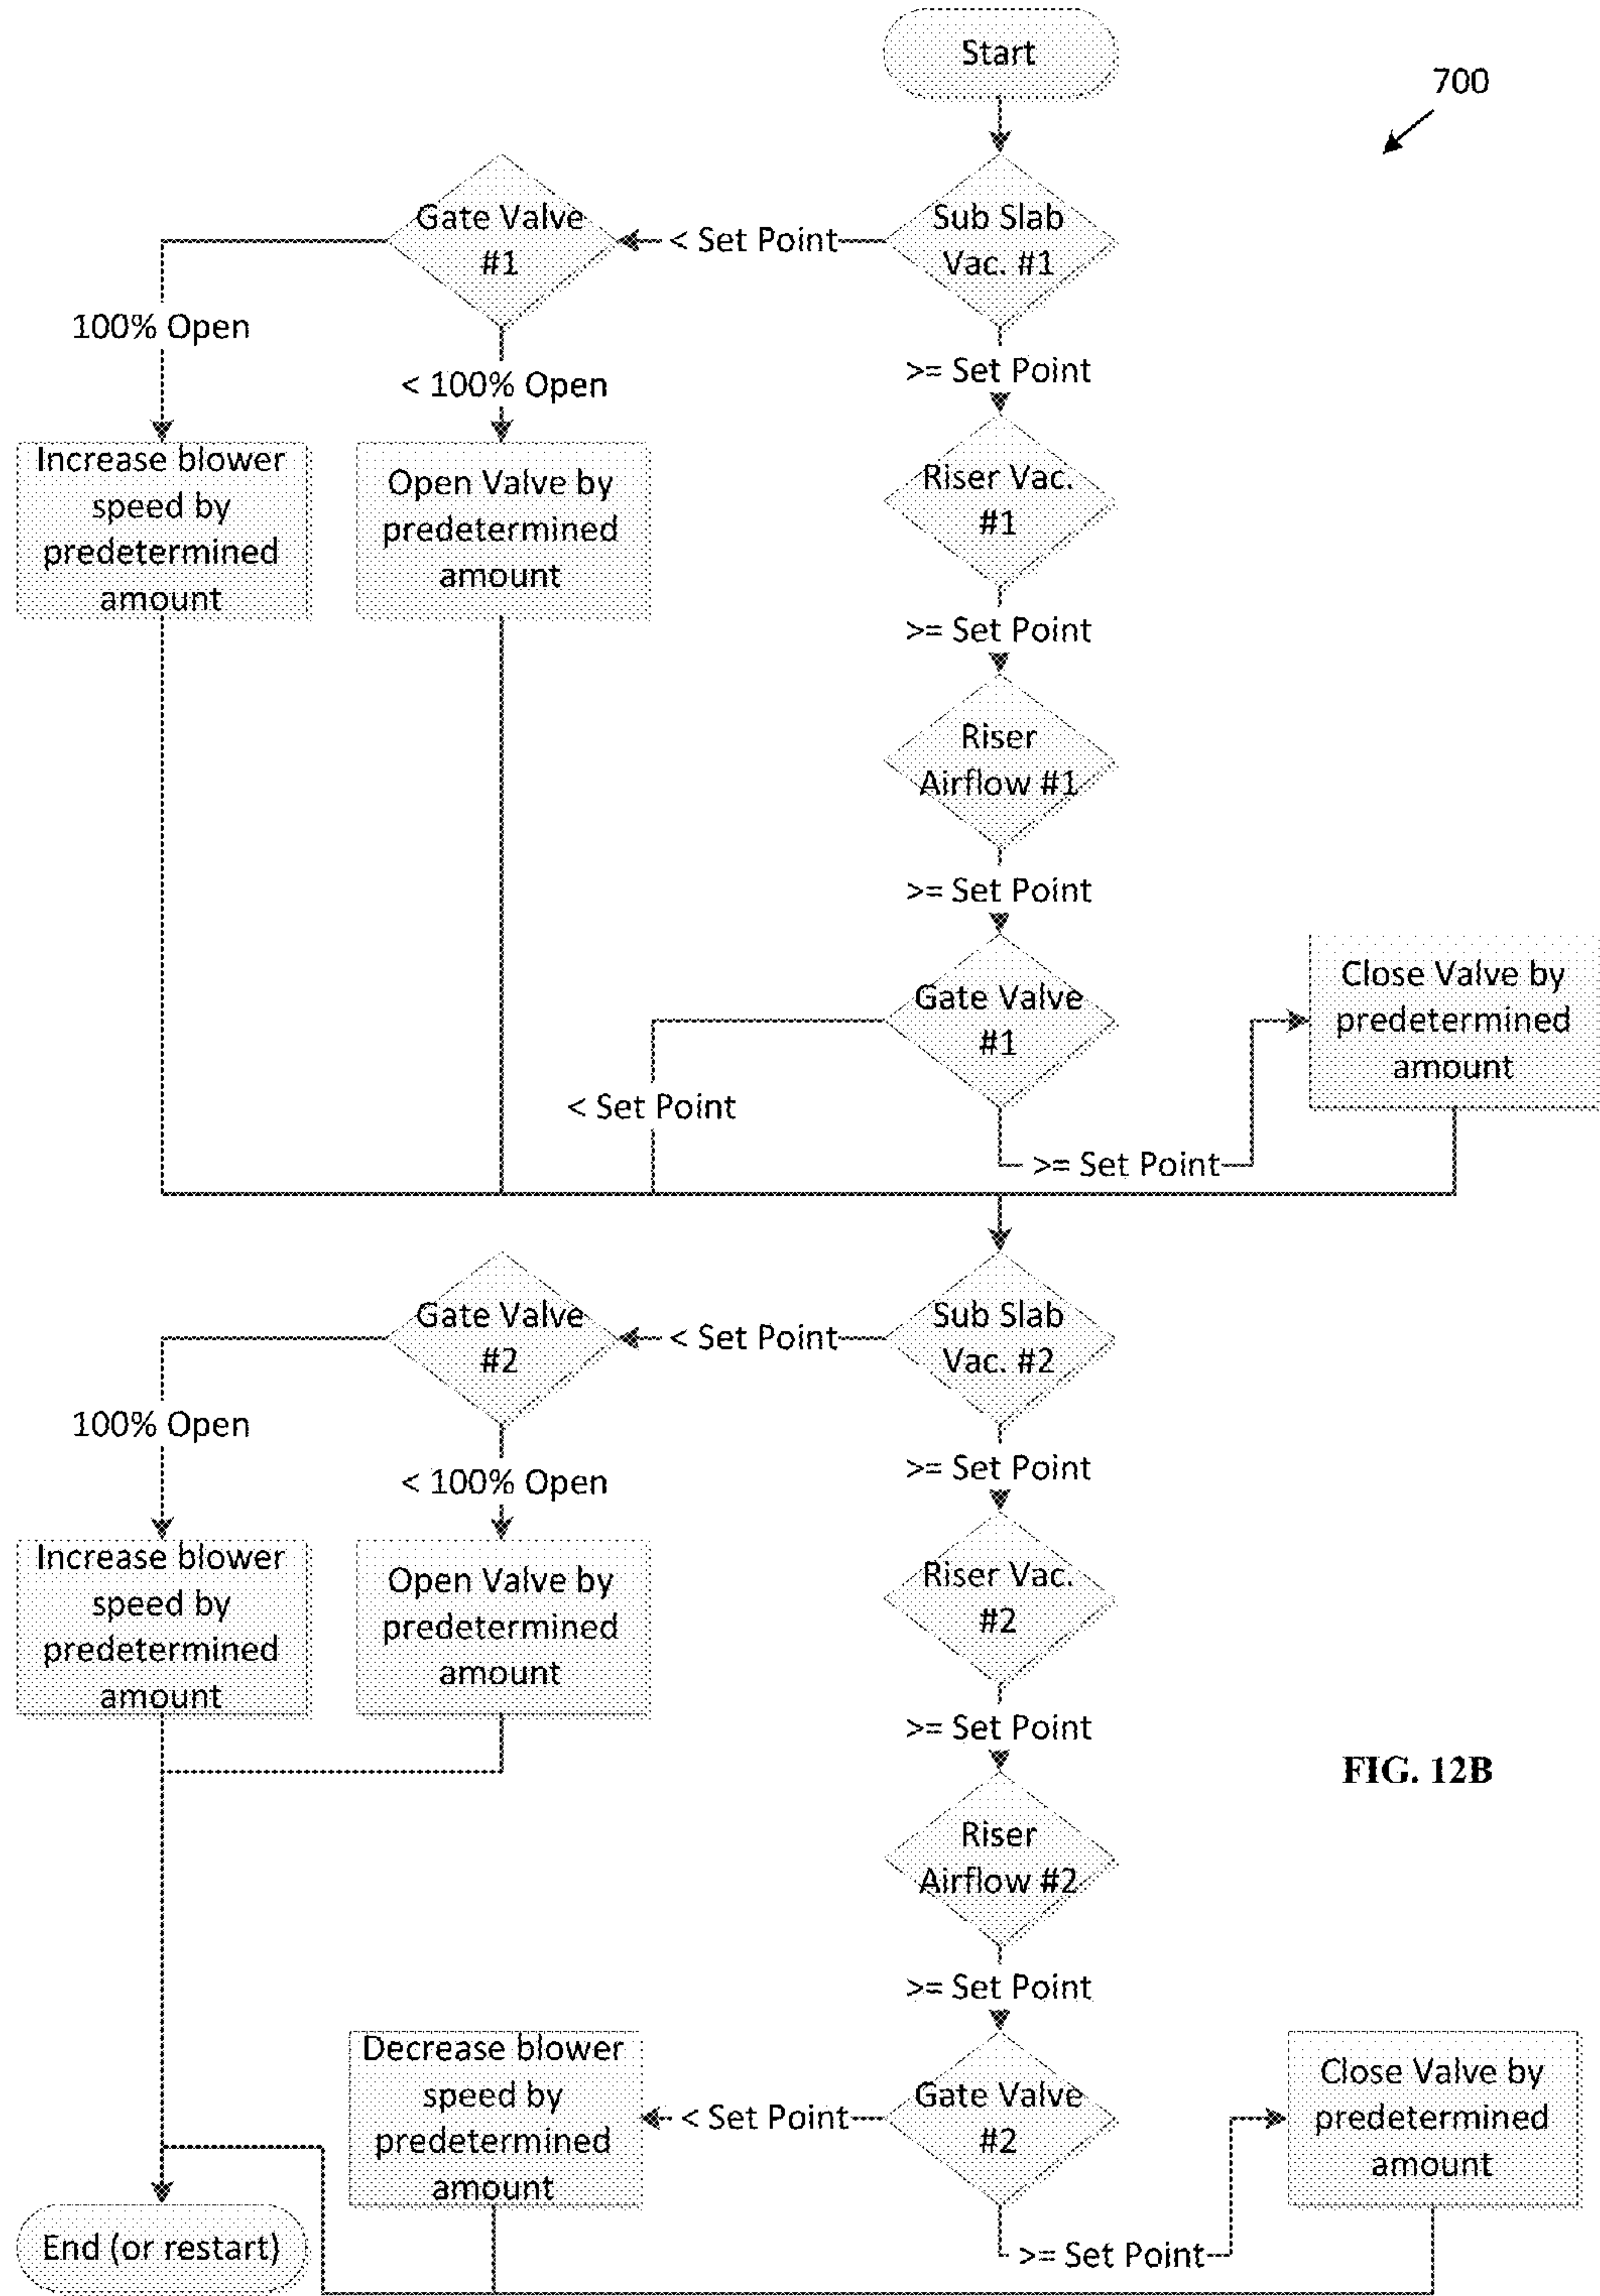 Start
700
Gate Valve
#1
< Set Point
Sub Slab
Vac. #1
100% Open
< 100% Open
>= Set Point
Increase blower
speed by
predetermined
amount
Open Valve by
predetermined
amount
Riser Vac.
#1
>= Set Point
Riser
Airflow #1
>= Set Point
Gate Valve
#1
Close Valve by
predetermined
amount
< Set Point
>= Set Point
Gate Valve
#2
< Set Point
Sub Slab
Vac. #2
100% Open
< 100% Open
>= Set Point
Increase blower
speed by
predetermined
amount
Open Valve by
predetermined
amount
Riser Vac.
#2
>= Set Point
FIG. 12B
Riser
Airflow #2
>= Set Point
Decrease blower
speed by
predetermined
amount
< Set Point
Gate Valve
#2
Close Valve by
predetermined
amount
End (or restart)
>= Set Point